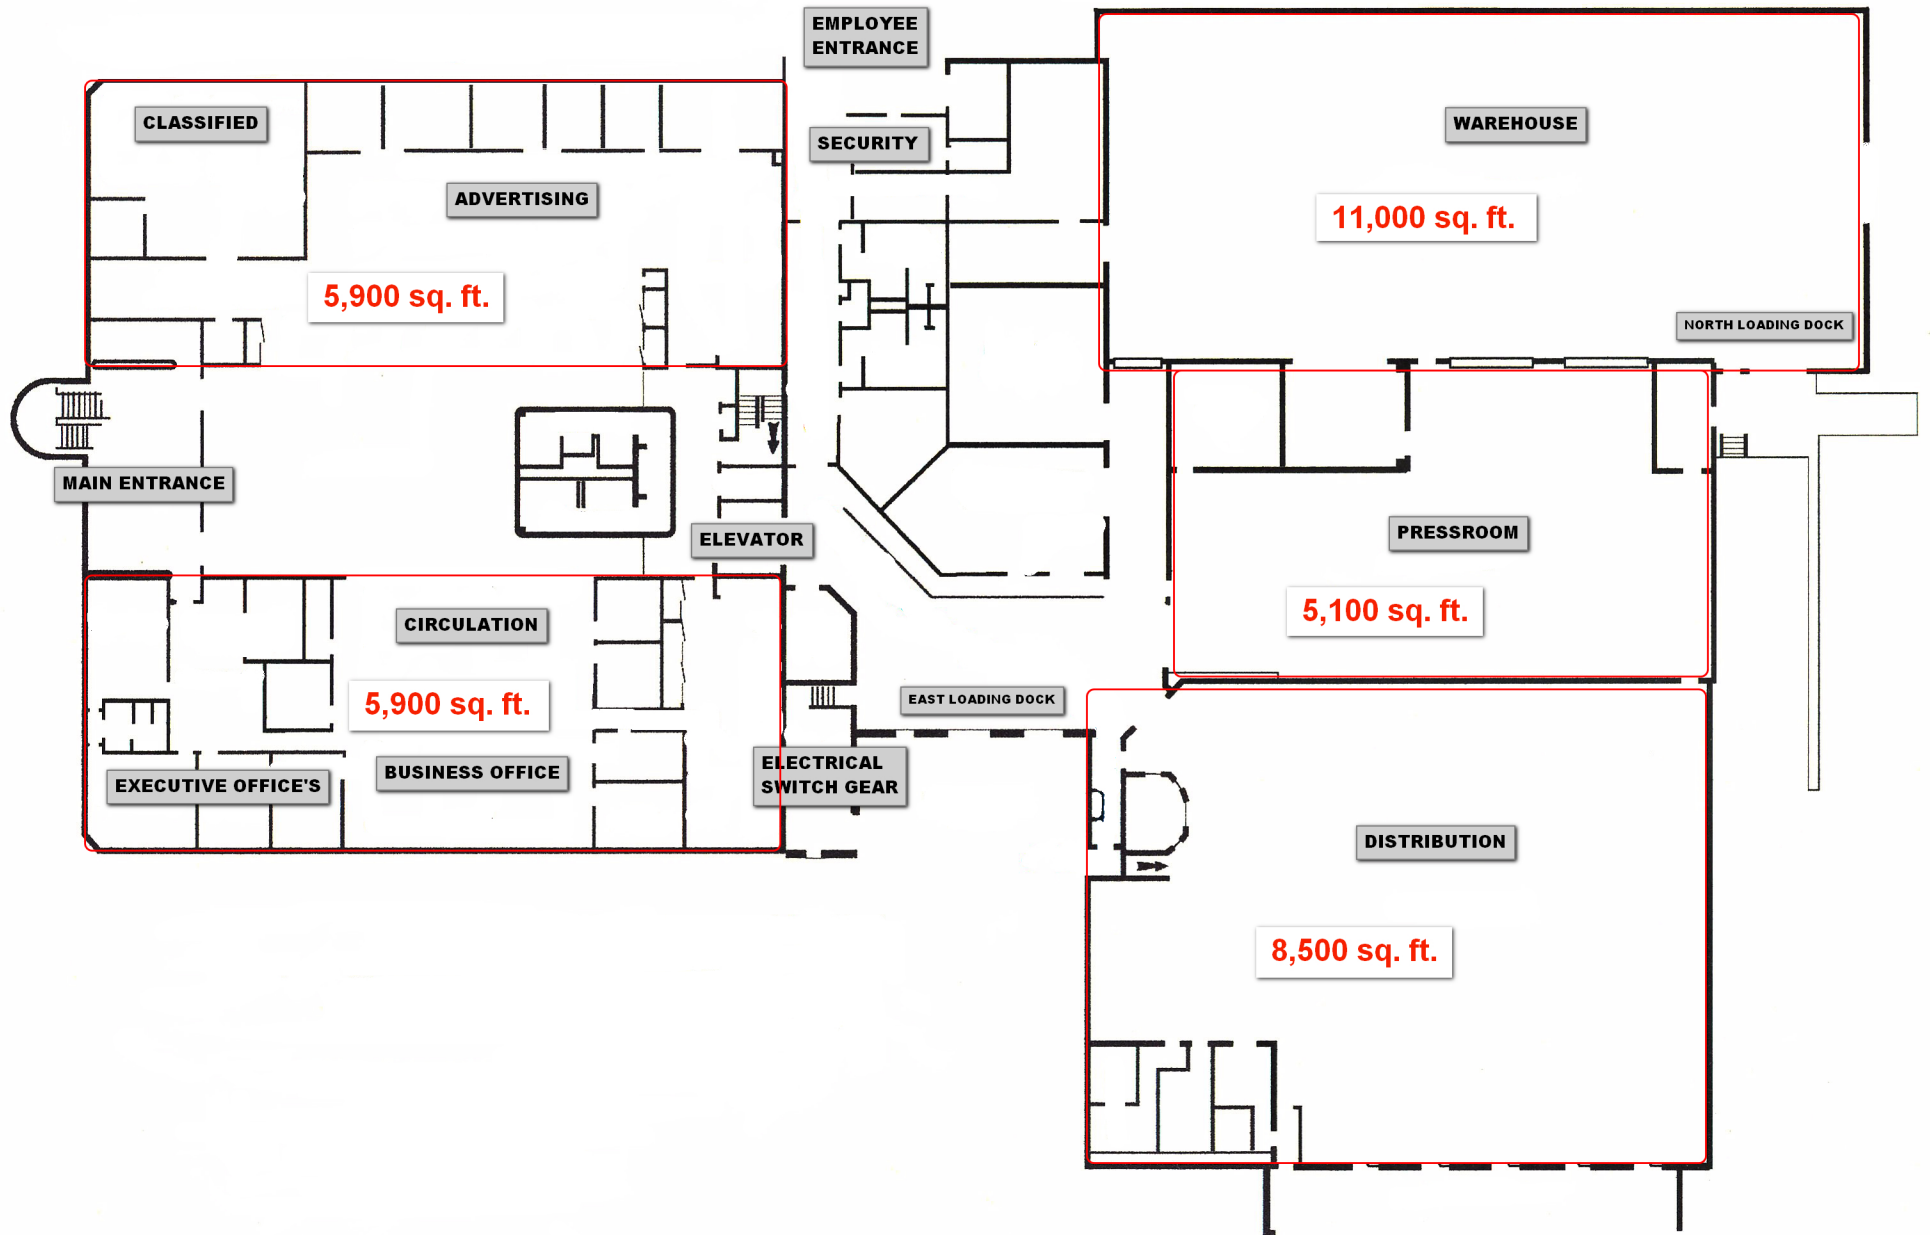 EMPLOYEE
ENTRANCE
CLASSIFIED
SECURITY
WAREHOUSE
ADVERTISING
11,000 sq. ft.
5,900 sq. ft.
NORTH LOADING DOCK
MAIN ENTRANCE
ELEVATOR
PRESSROOM
CIRCULATION
5,100 sq. ft.
5,900 sq. ft.
EAST LOADING DOCK
EXECUTIVE OFFICE'S
BUSINESS OFFICE
ELECTRICAL
SWITCH GEAR
DISTRIBUTION
8,500 sq. ft.